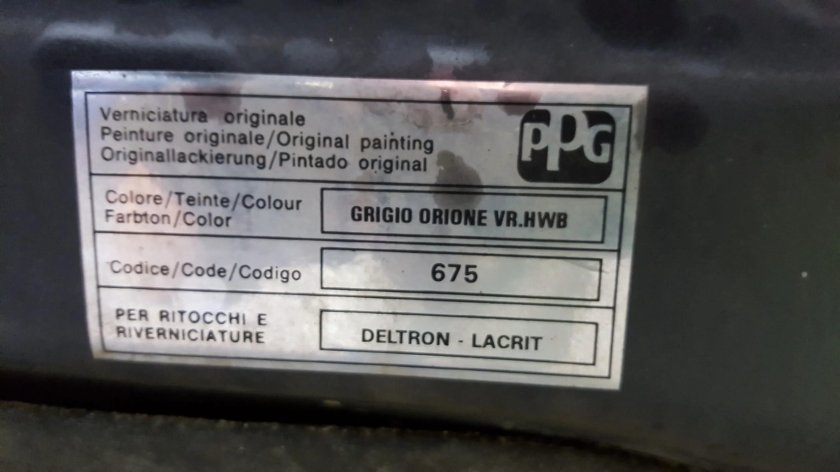 Verniciatura originale
Peinture originale/Original painting
Originallackierung/Pintado original
PPG
Colore/Teinte/Colour
Farbton/Color
GRIGIO ORIONE VR.HWB
Codice/Code/Codigo
675
PER RITOCCHI E
RIVERNICIATURE
DELTRON - LACRIT